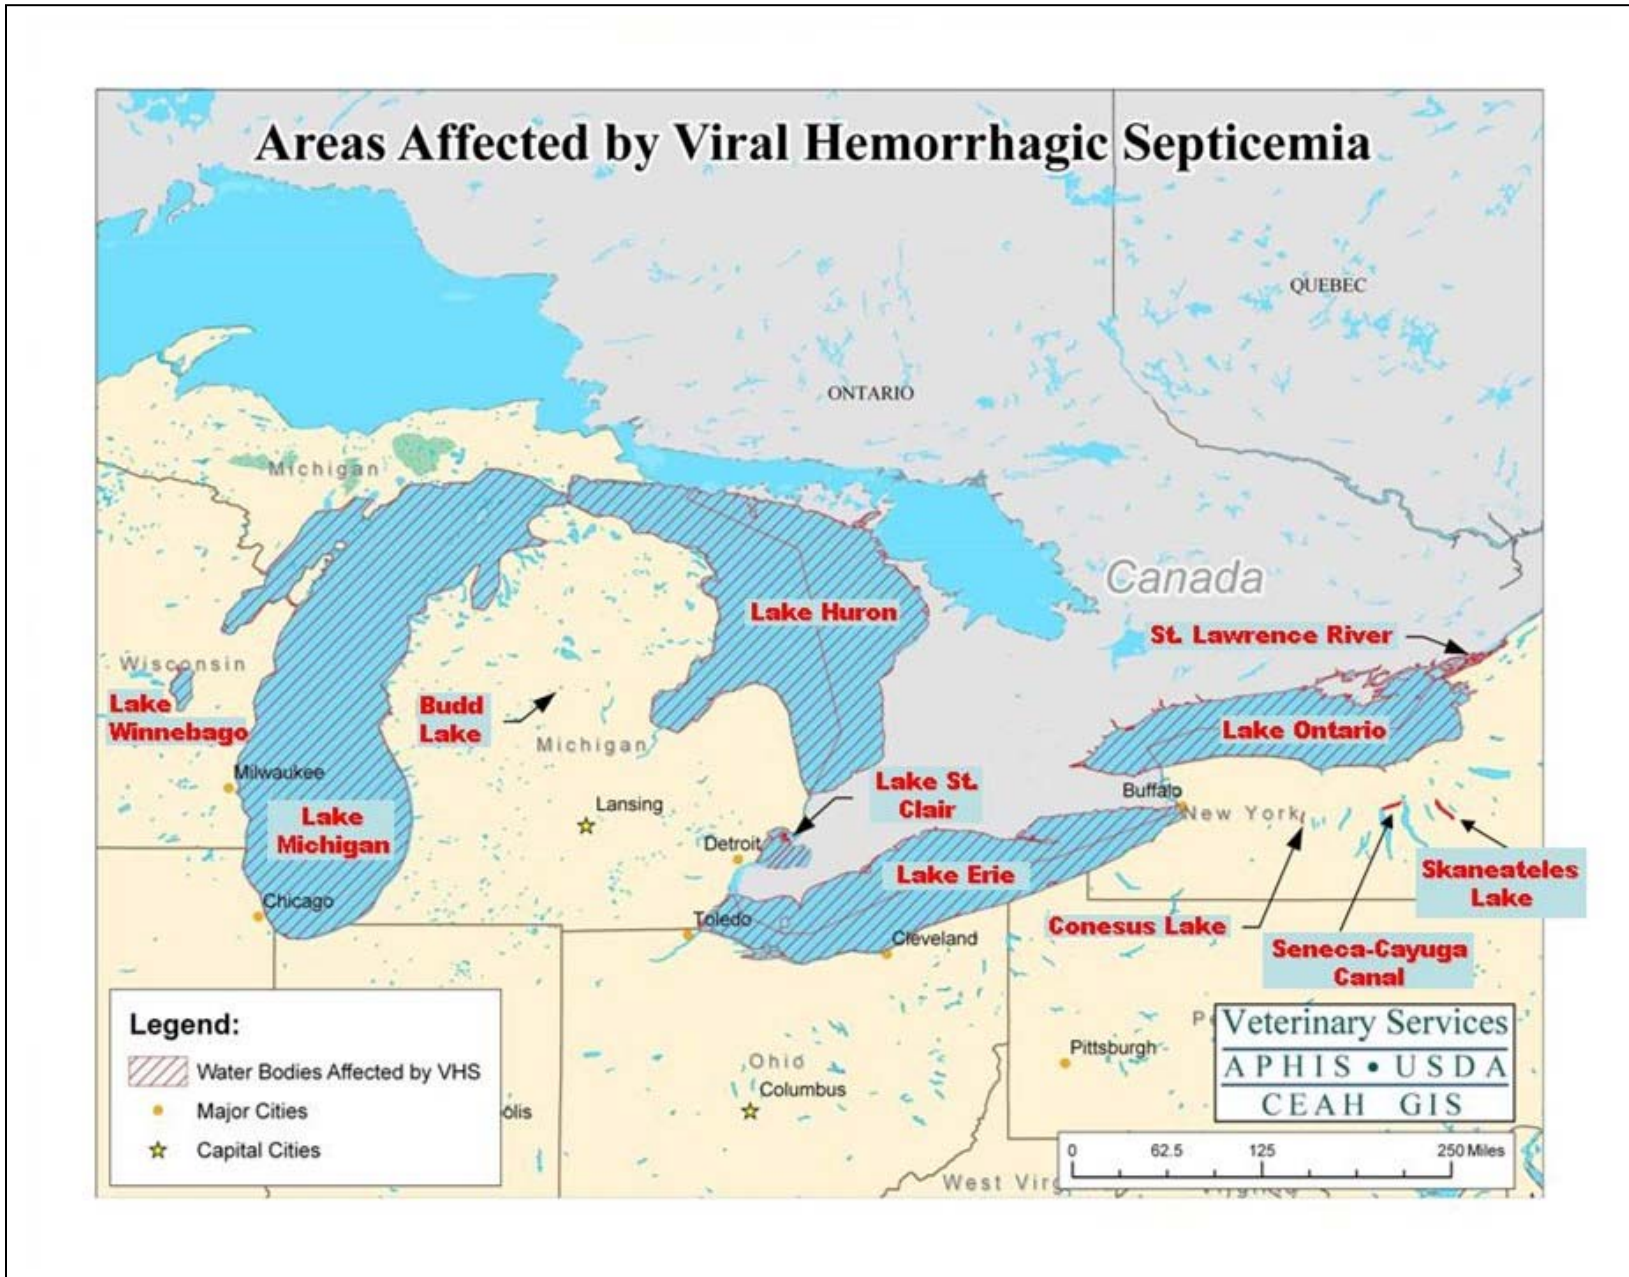 Areas Affected by Viral Hemorrhagic Septicemia
QUEBEC
ONTARIO
Michigan
Canada
Lake Huron
St. Lawrence River
Wisconsin
Lake
Winnebago
Budd
Lake
Michigan
Lake Ontario
Milwaukee
Lake St.
Clair
Buffalo
New York
Lansing
Lake
Michigan
Detroit
Lake Erie
Skaneateles
Lake
Chicago
Toledo
Conesus Lake
Cleveland
Seneca-Cayuga
Canal
Legend:
Water Bodies Affected by VHS
Major Cities
Capital Cities
olis
Ohio
Columbus
Pittsburgh
Veterinary Services
APHIS • USDA
CEAH GIS
0 62.5 125 250 Miles
West Virg